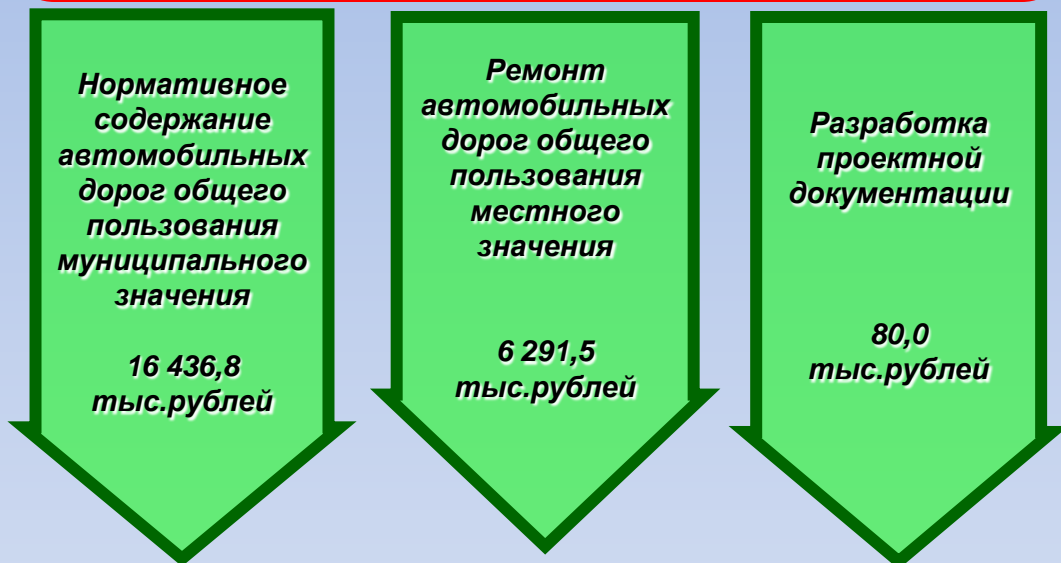 Нормативное
содержание
автомобильных
дорог общего
пользования
муниципального
значения
16 436,8
тыс.рублей
Ремонт
автомобильных
дорог общего
пользования
местного
значения
6 291,5
тыс.рублей
Разработка
проектной
документации
80,0
тыс.рублей